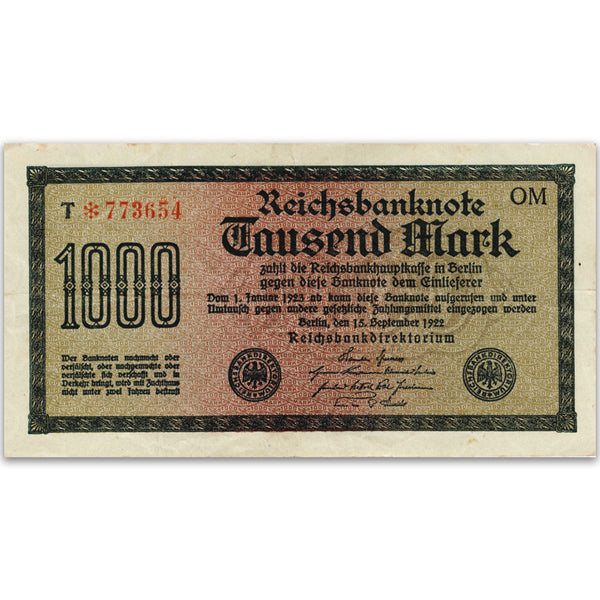 T * 773654
Reichsbanknote
OM
Tausend Mark
1000
zahlt die Reichsbankhauptkasse in Berlin
gegen diese Banknote dem Einlieferer
Vom 1. Januar 1923 ab kann diese Banknote aufgerufen und unter
Umtausch gegen andere gesetzliche Zahlungsmittel eingezogen werden
Berlin, den 15. September 1922
Reichsbankdirektorium
Wer Banknoten nachmacht oder
verfälscht, oder nachgemachte oder
verfälschte sich verschafft und in
Verkehr bringt, wird mit Zuchthaus
nicht unter zwei Jahren bestraft